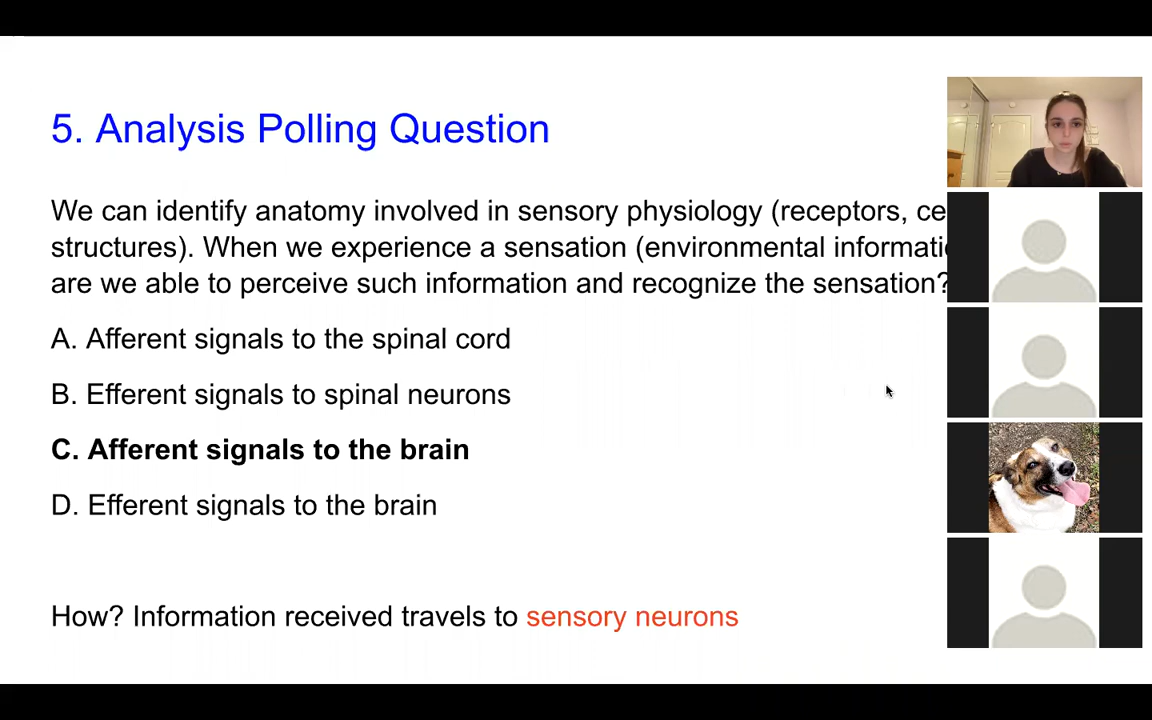 5. Analysis Polling Question
We can identify anatomy involved in sensory physiology (receptors,
structures). When we experience a sensation (environmental
are we able to perceive such information and recognize the sensation?
A. Afferent signals to the spinal cord
B. Efferent signals to spinal neurons
C. Afferent signals to the brain
D. Efferent signals to the brain
How? Information received travels to sensory neurons